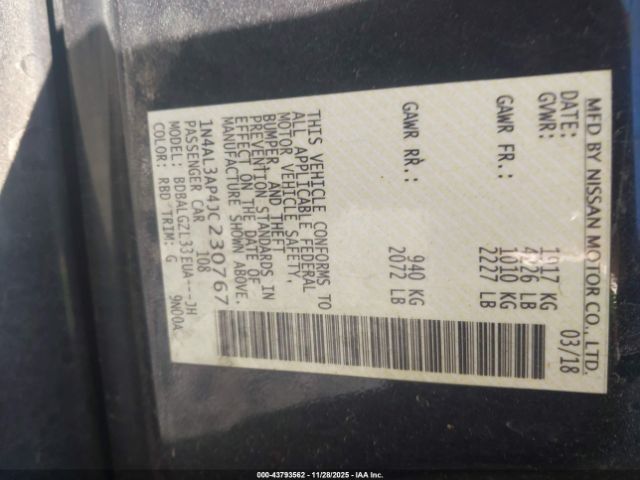 MFD BY NISSAN MOTOR CO., LTD.
DATE: 03/18
GVWR: 1917 KG
4226 LB
GAWR FR.: 1010 KG
2227 LB
GAWR RR.: 940 KG
2072 LB
THIS VEHICLE CONFORMS TO
ALL APPLICABLE FEDERAL
MOTOR VEHICLE SAFETY,
BUMPER, AND THEFT
PREVENTION STANDARDS IN
EFFECT ON THE DATE OF
MANUFACTURE SHOWN ABOVE.
1N4AL3AP4JC230767
PASSENGER CAR 108
MODEL: BDBALGZL33EUA---JH
COLOR: RBD TRIM: G 9N00A
000-43793562 - 11/28/2025 - IAA Inc.